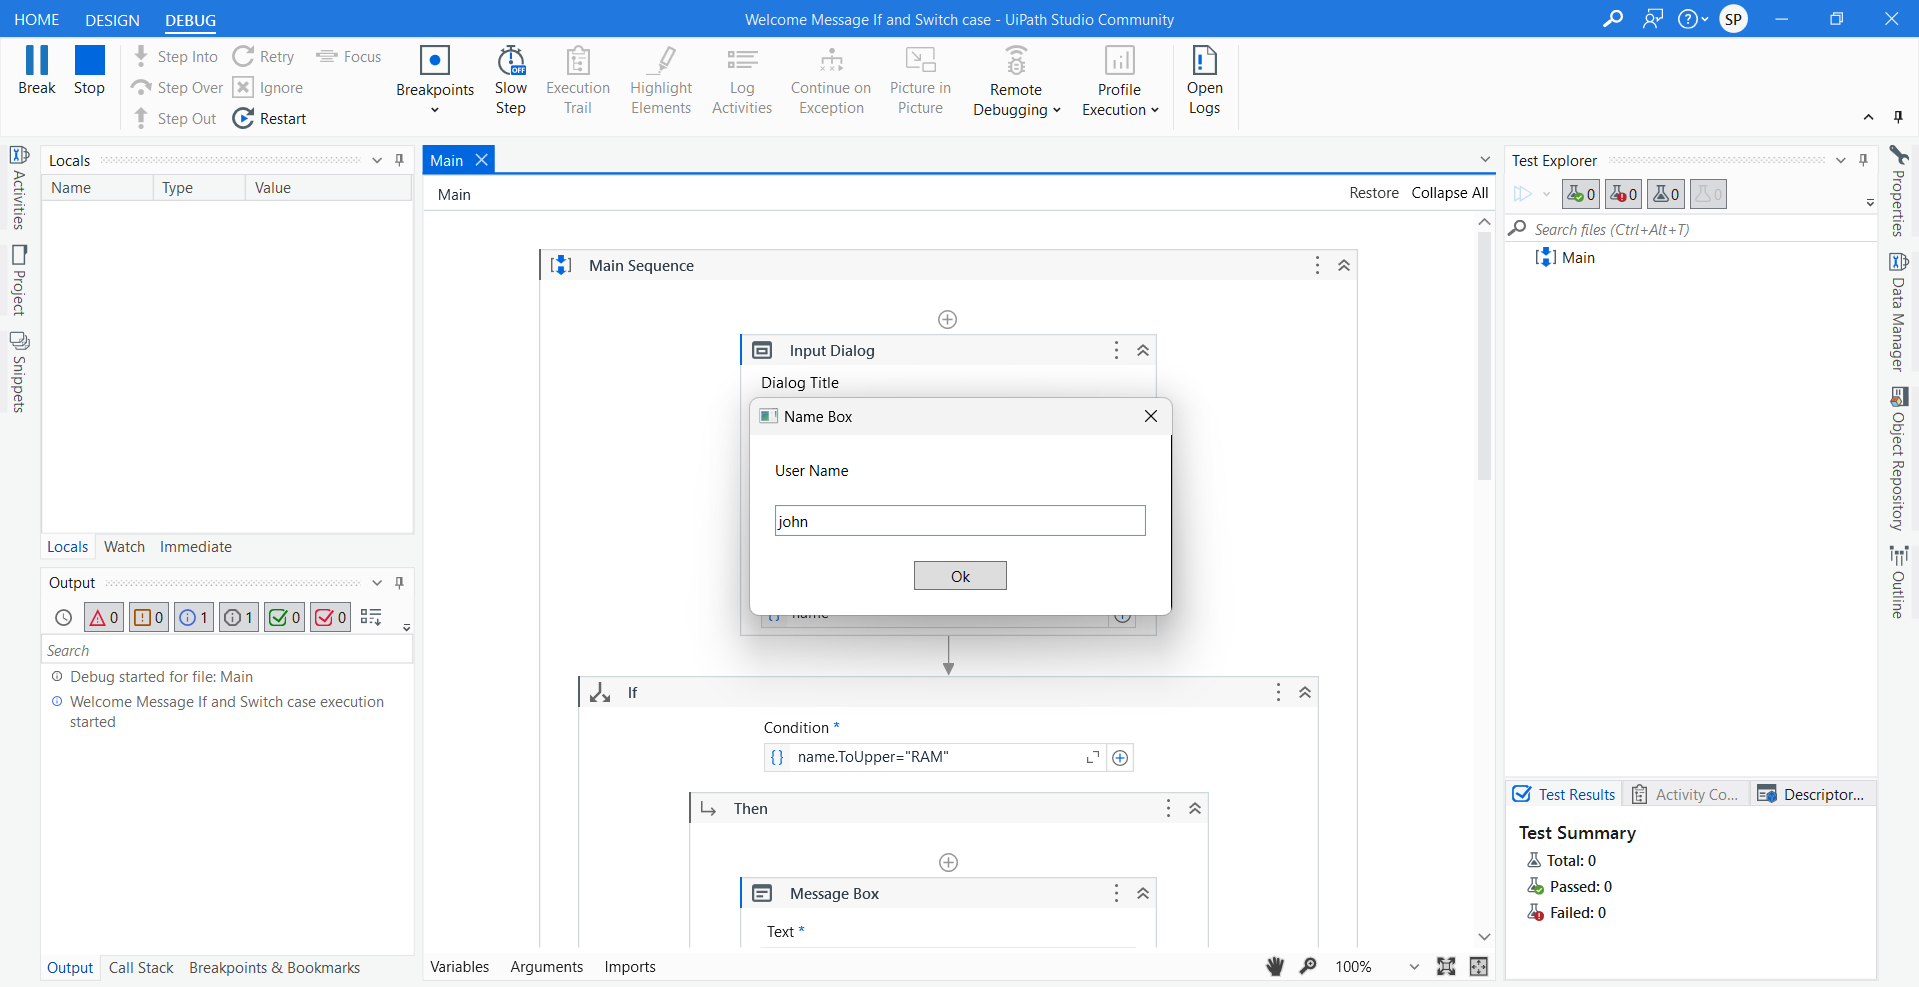 HOME DESIGN DEBUG
Welcome Message If and Switch case - UiPath Studio Community
SP
Break
Stop
Step Into
Step Over
Step Out
Retry
Ignore
Restart
Focus
Breakpoints
Slow
Step
OFF
Execution
Trail
Highlight
Elements
Log
Activities
Continue on
Exception
Picture in
Picture
Remote
Debugging
Profile
Execution
Open
Logs
Activities
Project
Snippets
Locals
Name Type Value
Locals Watch Immediate
Output
0 0 1 1 0 0
Search
Debug started for file: Main
Welcome Message If and Switch case execution
started
Output Call Stack Breakpoints & Bookmarks
Main
Main
Restore Collapse All
Main Sequence
Input Dialog
Dialog Title
Name Box
User Name
john
Ok
name
If
Condition *
{} name.ToUpper="RAM"
Then
Message Box
Text *
Variables Arguments Imports
100%
Test Explorer
0 0 0 0
Search files (Ctrl+Alt+T)
Main
Test Results Activity Co... Descriptor...
Test Summary
Total: 0
Passed: 0
Failed: 0
Properties
Data Manager
Object Repository
Outline